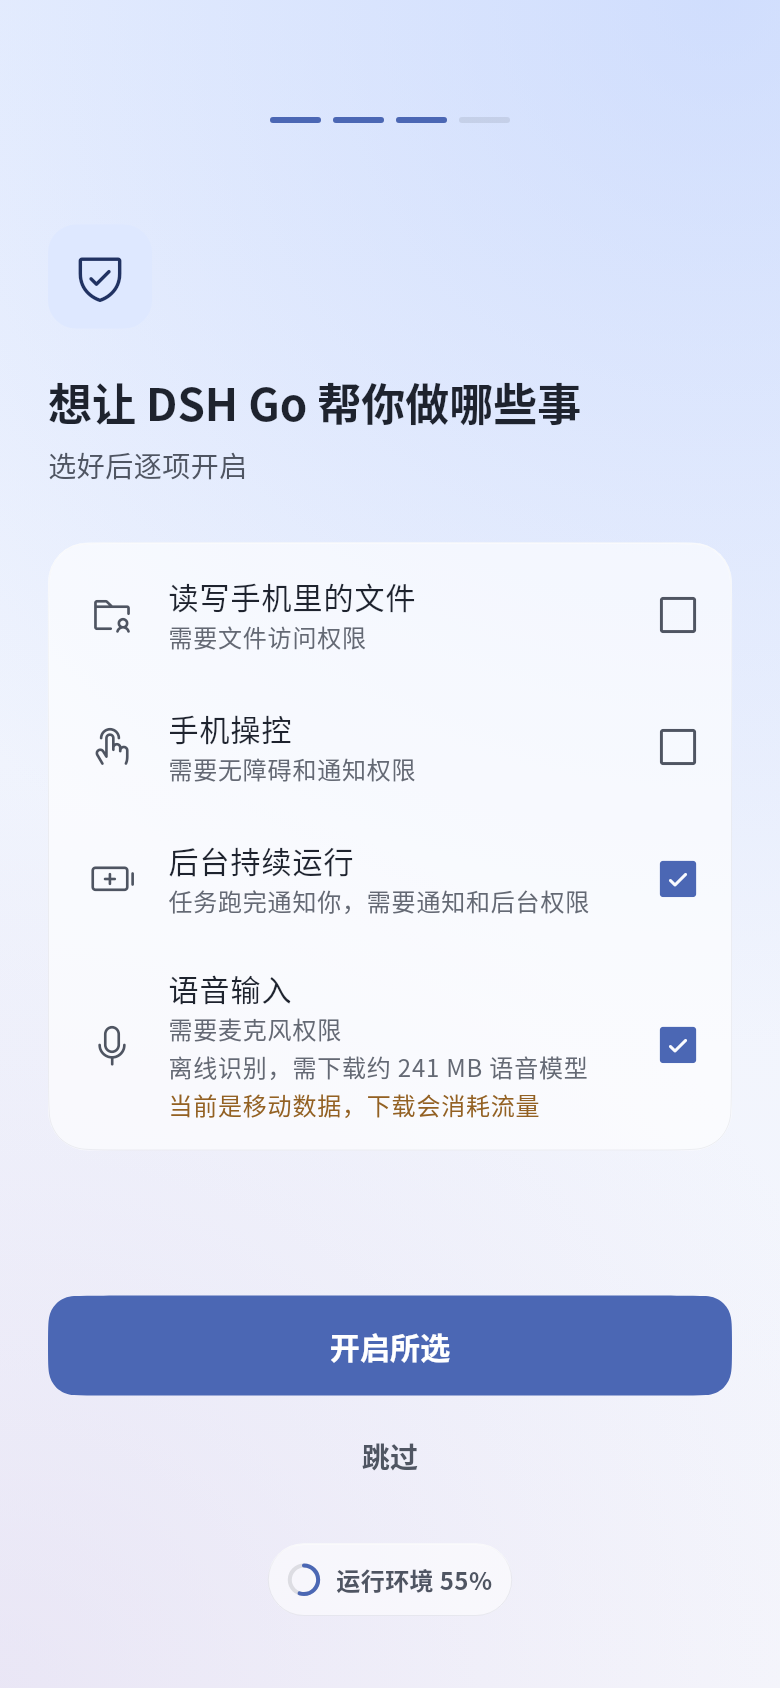 想让 DSH Go 帮你做哪些事
选好后逐项开启
读写手机里的文件
需要文件访问权限
手机操控
需要无障碍和通知权限
后台持续运行
任务跑完通知你，需要通知和后台权限
语音输入
需要麦克风权限
离线识别，需下载约 241 MB 语音模型
当前是移动数据，下载会消耗流量
开启所选
跳过
运行环境 55%